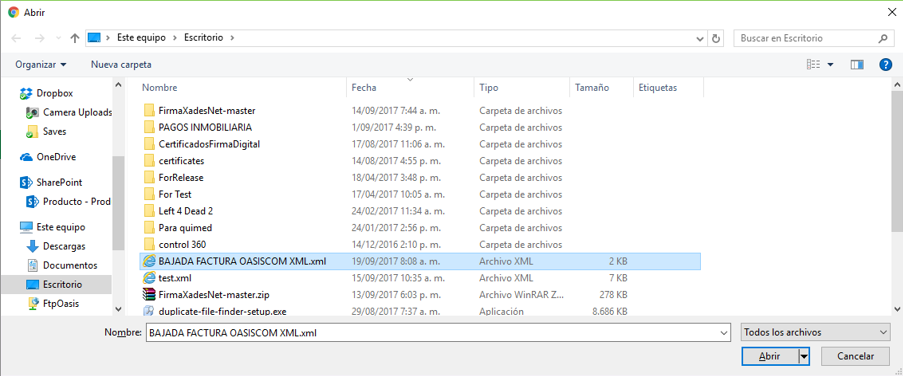 Abrir
Este equipo > Escritorio >
Buscar en Escritorio
Organizar
Nueva carpeta
Nombre Fecha Tipo Tamaño Etiquetas
Dropbox
Camera Uploads
Saves
OneDrive
SharePoint
Producto - Prod
Este equipo
Descargas
Documentos
Escritorio
FtpOasis
FirmaXadesNet-master 14/09/2017 7:44 a. m. Carpeta de archivos
PAGOS INMOBILIARIA 1/09/2017 4:39 p. m. Carpeta de archivos
CertificadosFirmaDigital 17/08/2017 11:06 a. m. Carpeta de archivos
certificates 14/08/2017 4:55 p. m. Carpeta de archivos
ForRelease 18/04/2017 3:48 p. m. Carpeta de archivos
For Test 17/04/2017 10:05 a. m. Carpeta de archivos
Left 4 Dead 2 24/02/2017 11:34 a. m. Carpeta de archivos
Para quimed 24/01/2017 2:56 p. m. Carpeta de archivos
control 360 14/12/2016 2:10 p. m. Carpeta de archivos
BAJADA FACTURA OASISCOM XML.xml 19/09/2017 8:08 a. m. Archivo XML 2 KB
test.xml 15/09/2017 10:35 a. m. Archivo XML 7 KB
FirmaXadesNet-master.zip 13/09/2017 6:03 p. m. Archivo WinRAR Z... 278 KB
duplicate-file-finder-setup.exe 29/08/2017 7:37 a. m. Aplicación 8.686 KB
Nombre: BAJADA FACTURA OASISCOM XML.xml
Todos los archivos
Abrir
Cancelar